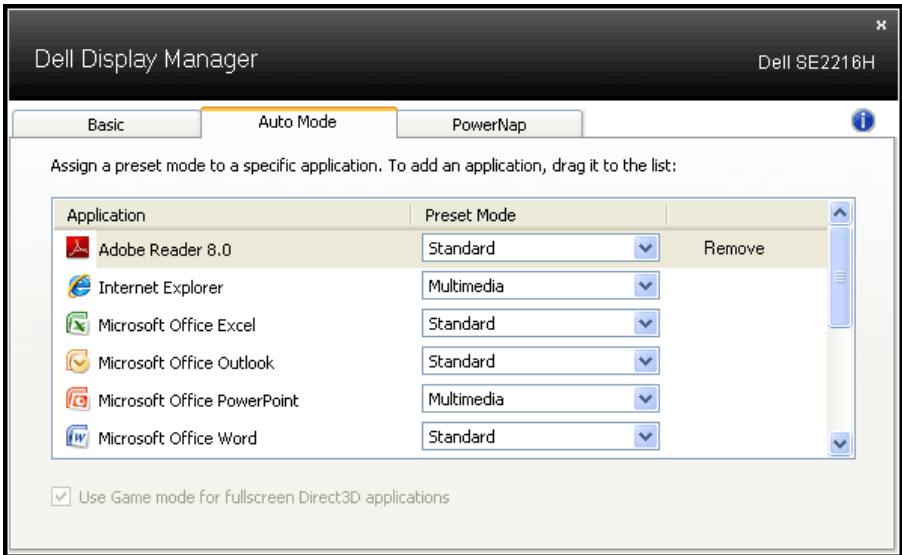 x
Dell Display Manager
Dell SE2216H
Basic
Auto Mode
PowerNap
Assign a preset mode to a specific application. To add an application, drag it to the list:
Application Preset Mode
Adobe Reader 8.0 Standard Remove
Internet Explorer Multimedia
Microsoft Office Excel Standard
Microsoft Office Outlook Standard
Microsoft Office PowerPoint Multimedia
Microsoft Office Word Standard
Use Game mode for fullscreen Direct3D applications